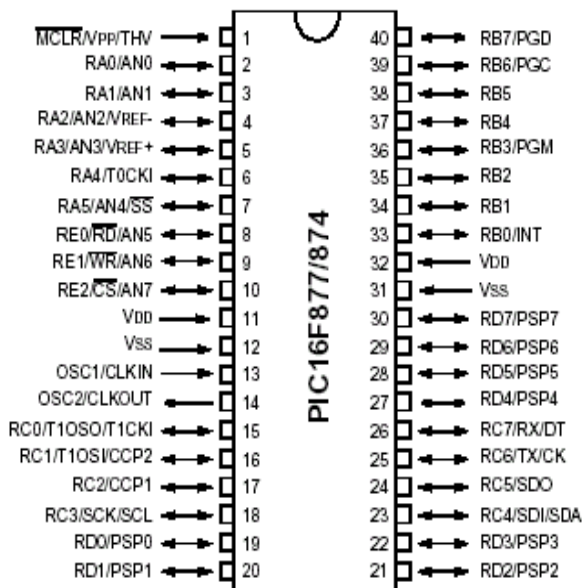 MCLR/VPP/THV 1 40 RB7/PGD
RA0/AN0 2 39 RB6/PGC
RA1/AN1 3 38 RB5
RA2/AN2/VREF- 4 37 RB4
RA3/AN3/VREF+ 5 36 RB3/PGM
RA4/T0CKI 6 35 RB2
RA5/AN4/SS 7 34 RB1
RE0/RD/AN5 8 33 RB0/INT
RE1/WR/AN6 9 32 VDD
RE2/CS/AN7 10 31 VSS
VDD 11 30 RD7/PSP7
VSS 12 29 RD6/PSP6
OSC1/CLKIN 13 28 RD5/PSP5
OSC2/CLKOUT 14 27 RD4/PSP4
RC0/T1OSO/T1CKI 15 26 RC7/RX/DT
RC1/T1OSI/CCP2 16 25 RC6/TX/CK
RC2/CCP1 17 24 RC5/SDO
RC3/SCK/SCL 18 23 RC4/SDI/SDA
RD0/PSP0 19 22 RD3/PSP3
RD1/PSP1 20 21 RD2/PSP2
PIC16F877/874